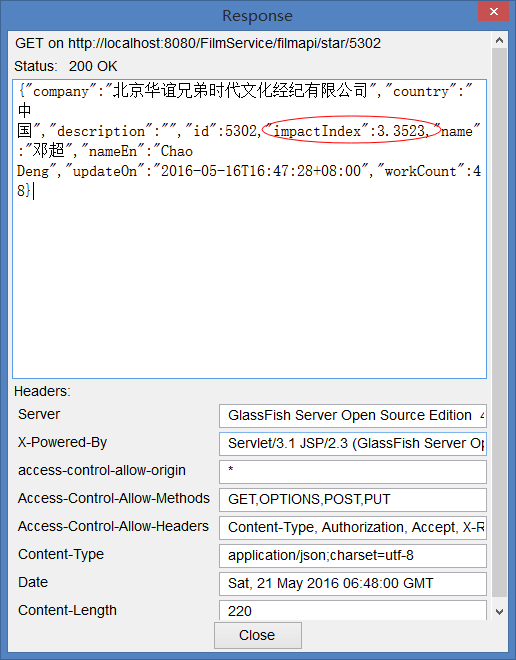 Response
GET on http://localhost:8080/FilmService/filmapi/star/5302
Status: 200 OK
{"company":"北京华谊兄弟时代文化经纪有限公司","country":"
中
国","description":"","id":5302,"impactIndex":3.3523,"name"
:"邓超","nameEn":"Chao
Deng","updateOn":"2016-05-16T16:47:28+08:00","workCount":4
8}
Headers:
Server GlassFish Server Open Source Edition 4
X-Powered-By Servlet/3.1 JSP/2.3 (GlassFish Server Op
access-control-allow-origin *
Access-Control-Allow-Methods GET,OPTIONS,POST,PUT
Access-Control-Allow-Headers Content-Type, Authorization, Accept, X-R
Content-Type application/json;charset=utf-8
Date Sat, 21 May 2016 06:48:00 GMT
Content-Length 220
Close